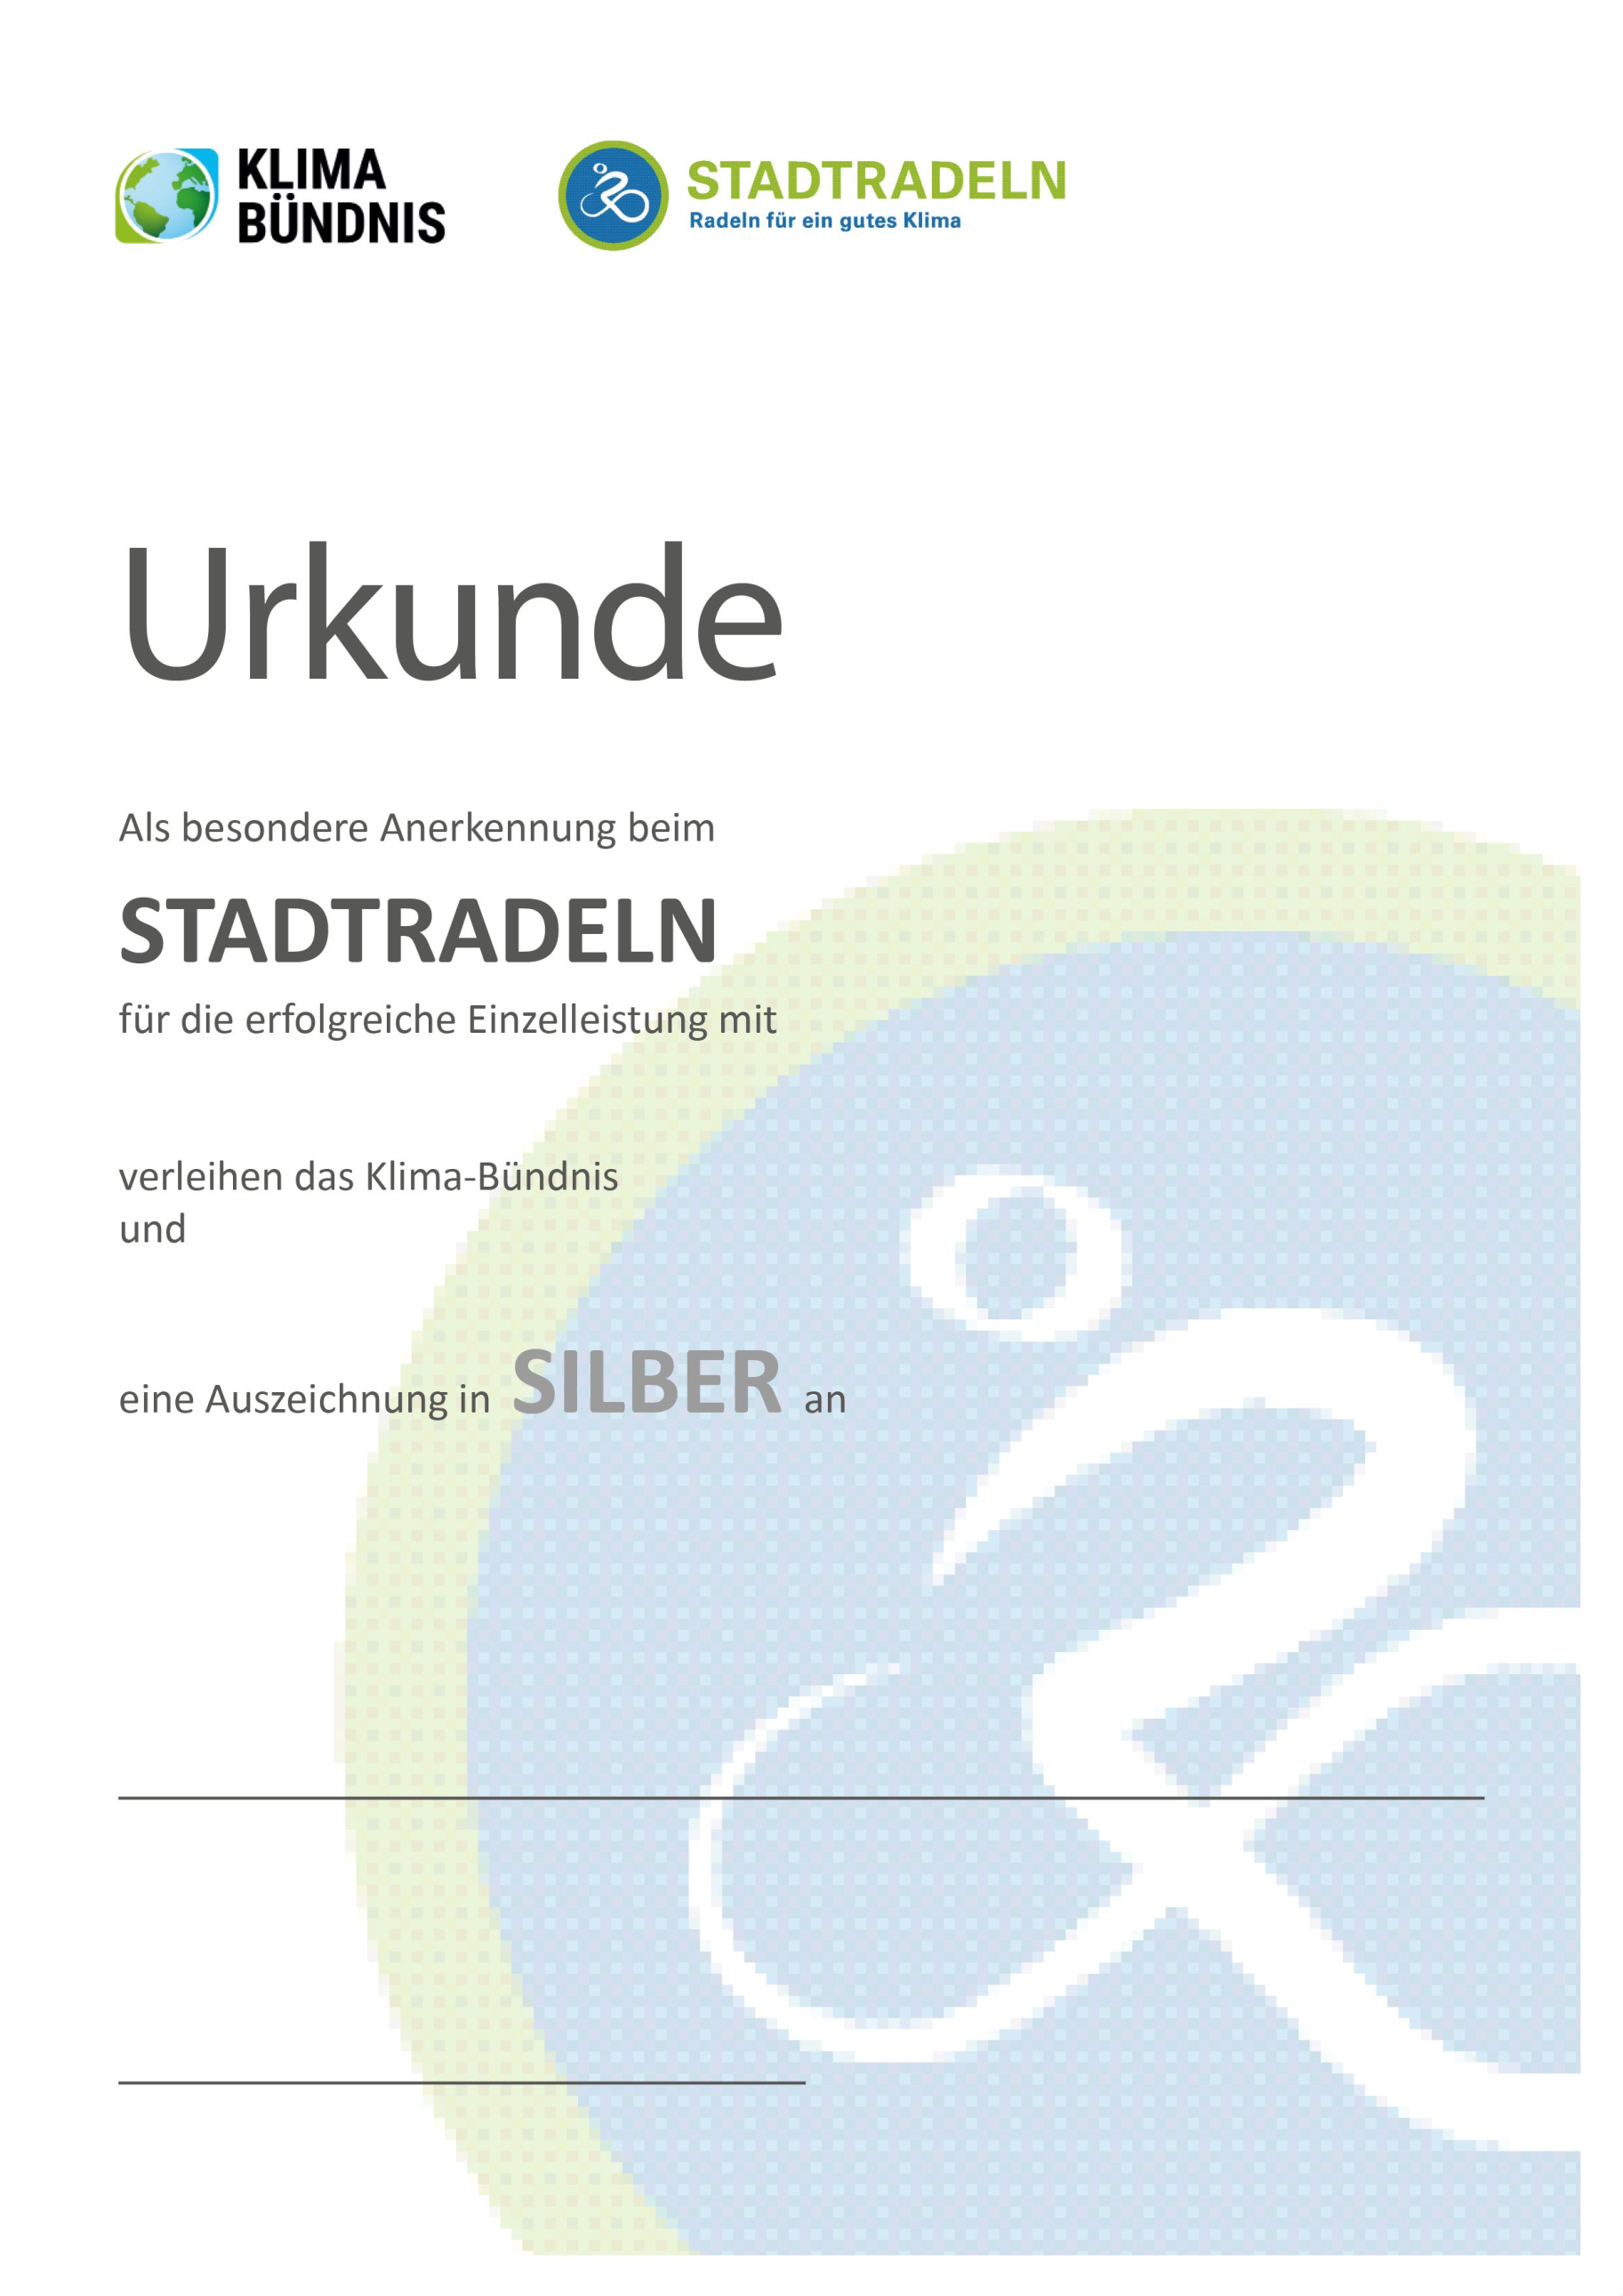 KLIMA
BÜNDNIS
STADTRADELN
Radeln für ein gutes Klima
Urkunde
Als besondere Anerkennung beim
STADTRADELN
für die erfolgreiche Einzelleistung mit
verleihen das Klima-Bündnis
und
eine Auszeichnung in SILBER an